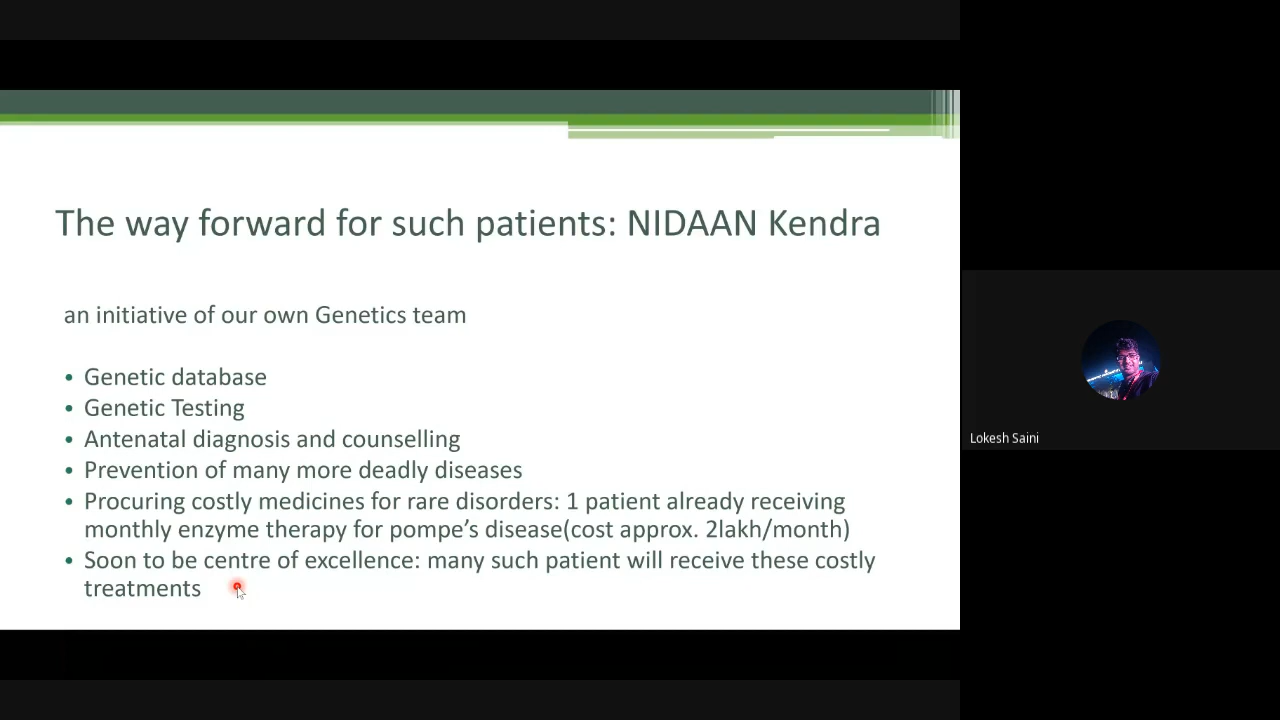 The way forward for such patients: NIDAAN Kendra
an initiative of our own Genetics team
• Genetic database
• Genetic Testing
• Antenatal diagnosis and counselling
• Prevention of many more deadly diseases
• Procuring costly medicines for rare disorders: 1 patient already receiving
monthly enzyme therapy for pompe’s disease(cost approx. 2lakh/month)
• Soon to be centre of excellence: many such patient will receive these costly
treatments
Lokesh Saini